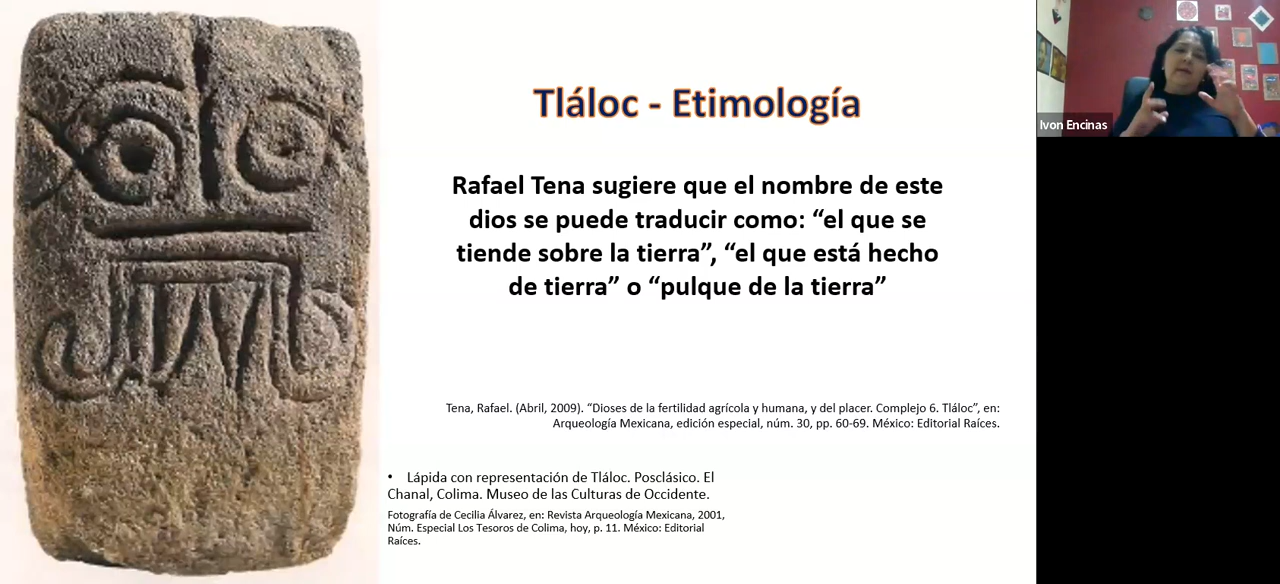 Tláloc - Etimología
Rafael Tena sugiere que el nombre de este
dios se puede traducir como: “el que se
tiende sobre la tierra”, “el que está hecho
de tierra” o “pulque de la tierra”
Tena, Rafael. (Abril, 2009). “Dioses de la fertilidad agrícola y humana, y del placer. Complejo 6. Tláloc”, en:
Arqueología Mexicana, edición especial, núm. 30, pp. 60-69. México: Editorial Raíces.
• Lápida con representación de Tláloc. Posclásico. El
Chanal, Colima. Museo de las Culturas de Occidente.
Fotografía de Cecilia Álvarez, en: Revista Arqueología Mexicana, 2001,
Núm. Especial Los Tesoros de Colima, hoy, p. 11. México: Editorial
Raíces.
Ivon Encinas